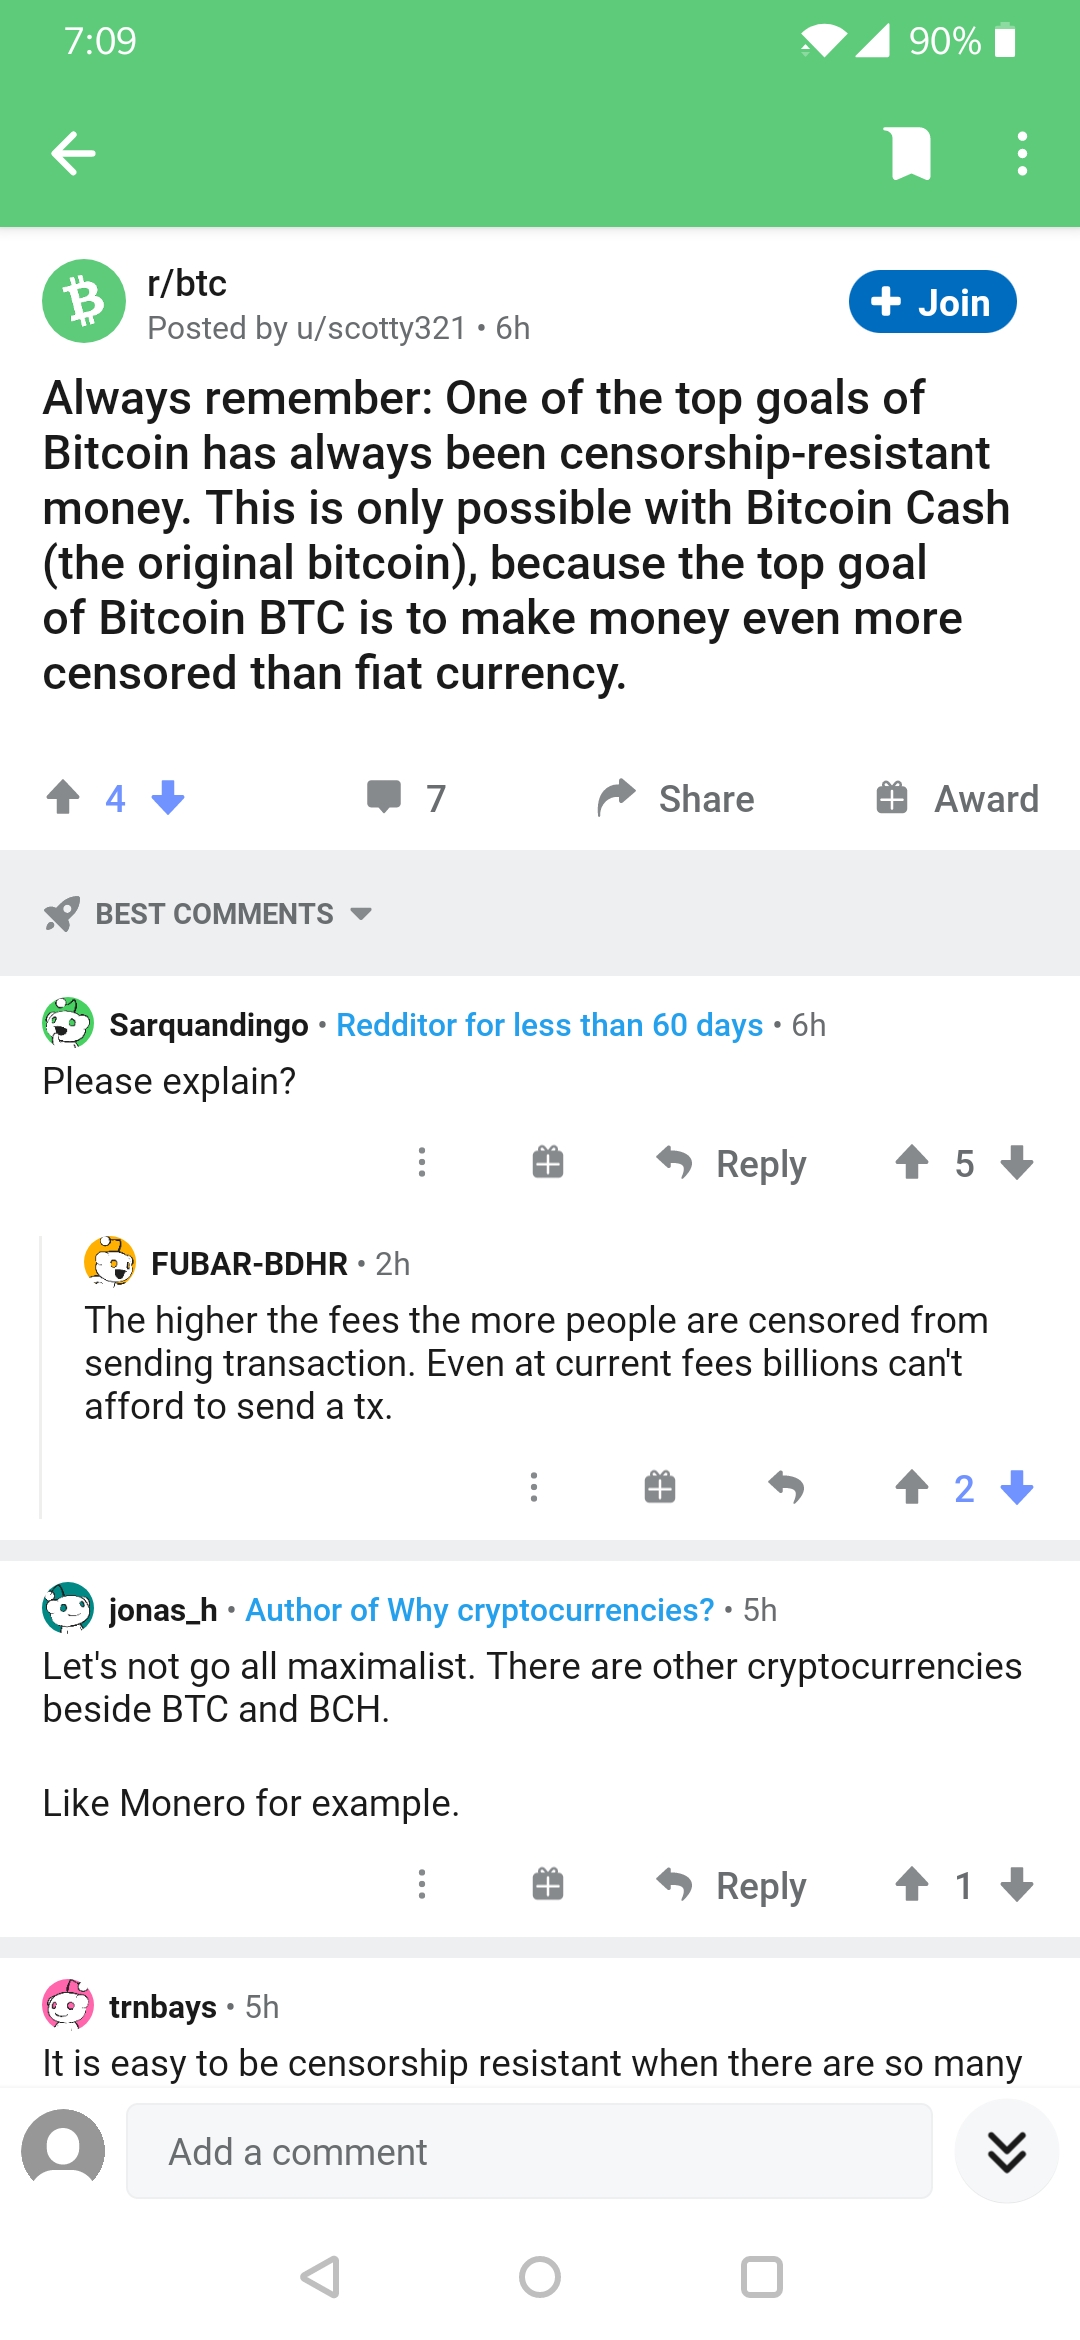 7:09
90%
r/btc
Posted by u/scotty321 • 6h
Join
Always remember: One of the top goals of
Bitcoin has always been censorship-resistant
money. This is only possible with Bitcoin Cash
(the original bitcoin), because the top goal
of Bitcoin BTC is to make money even more
censored than fiat currency.
4
7
Share
Award
BEST COMMENTS
Sarquandingo • Redditor for less than 60 days • 6h
Please explain?
Reply
5
FUBAR-BDHR • 2h
The higher the fees the more people are censored from
sending transaction. Even at current fees billions can't
afford to send a tx.
2
jonas_h • Author of Why cryptocurrencies? • 5h
Let's not go all maximalist. There are other cryptocurrencies
beside BTC and BCH.
Like Monero for example.
Reply
1
trnbays • 5h
It is easy to be censorship resistant when there are so many
Add a comment